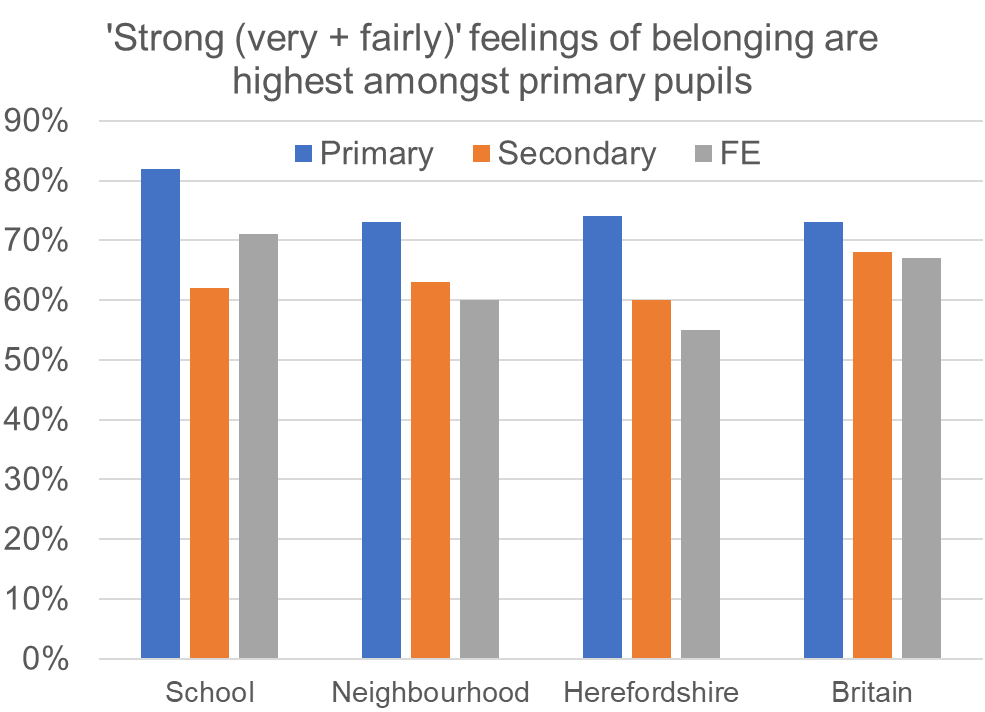 'Strong (very + fairly)' feelings of belonging are
highest amongst primary pupils
90%
Primary Secondary FE
80%
70%
60%
50%
40%
30%
20%
10%
0%
School Neighbourhood Herefordshire Britain